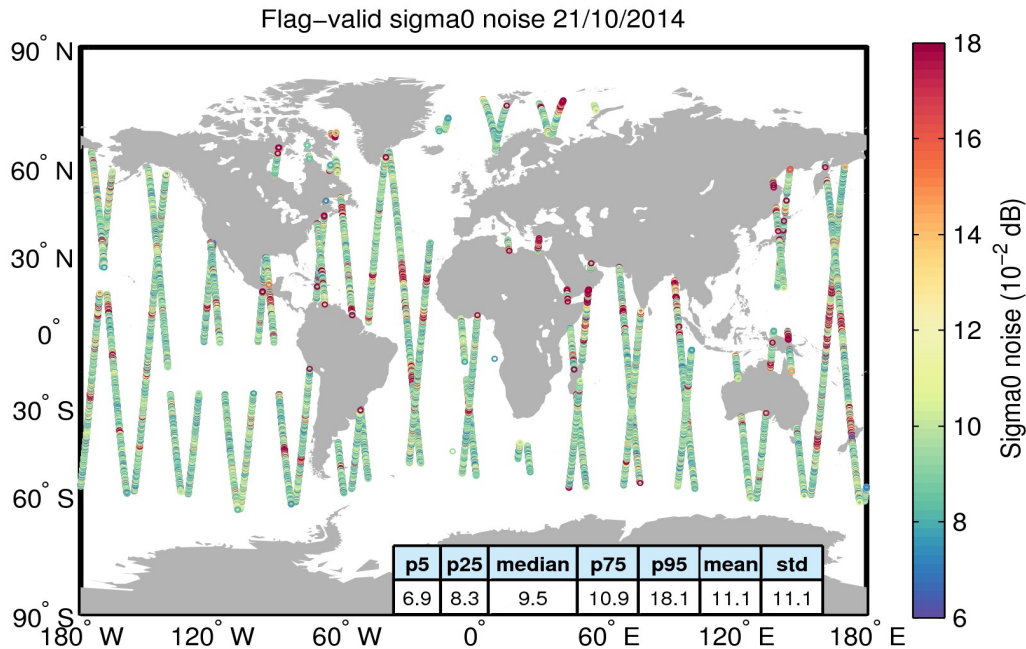 Flag−valid sigma0 noise 21/10/2014
90° N
60° N
30° N
0°
30° S
60° S
90° S
180° W
120° W
60° W
0°
60° E
120° E
180° E
p5 p25 median p75 p95 mean std
6.9 8.3 9.5 10.9 18.1 11.1 11.1
18
16
14
12
10
8
6
Sigma0 noise (10⁻² dB)